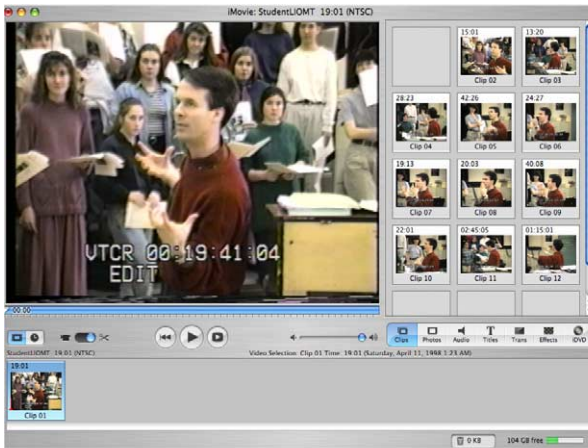 iMovie: StudentLIOMT 19:01 (NTSC)
VTCR 00:19:41:04
EDIT
00:00
15:01
Clip 02
13:20
Clip 03
28:23
Clip 04
42:26
Clip 05
24:27
Clip 06
19:13
Clip 07
20:03
Clip 08
40:08
Clip 09
22:01
Clip 10
02:45:05
Clip 11
01:15:01
Clip 12
Clips
Photos
Audio
Titles
Trans
Effects
iDVD
StudentLIOMT 19:01 (NTSC)
Video Selection: Clip 01 Time: 19:01 (Saturday, April 11, 1998 1:23 AM)
19:01
Clip 01
0 KB
104 GB free